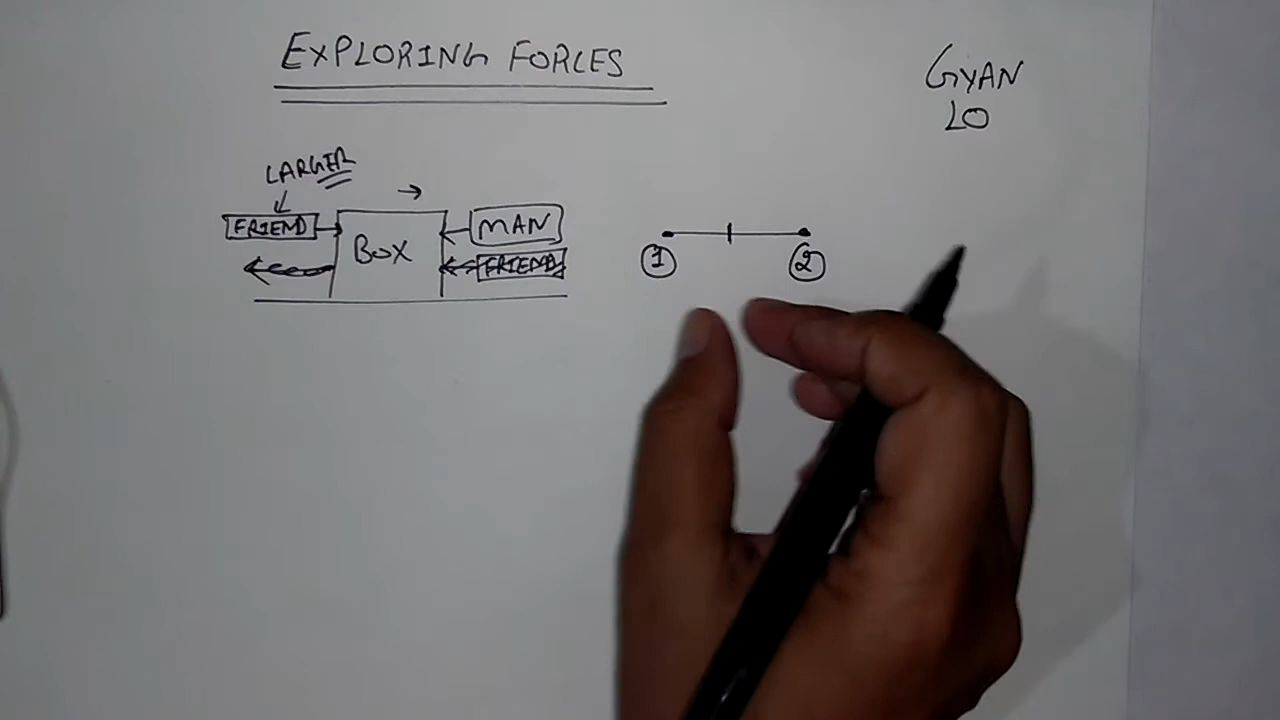 EXPLORING FORCES
GYAN
LO
LARGER
FRIEND
BOX
MAN
FRIEND
1
2